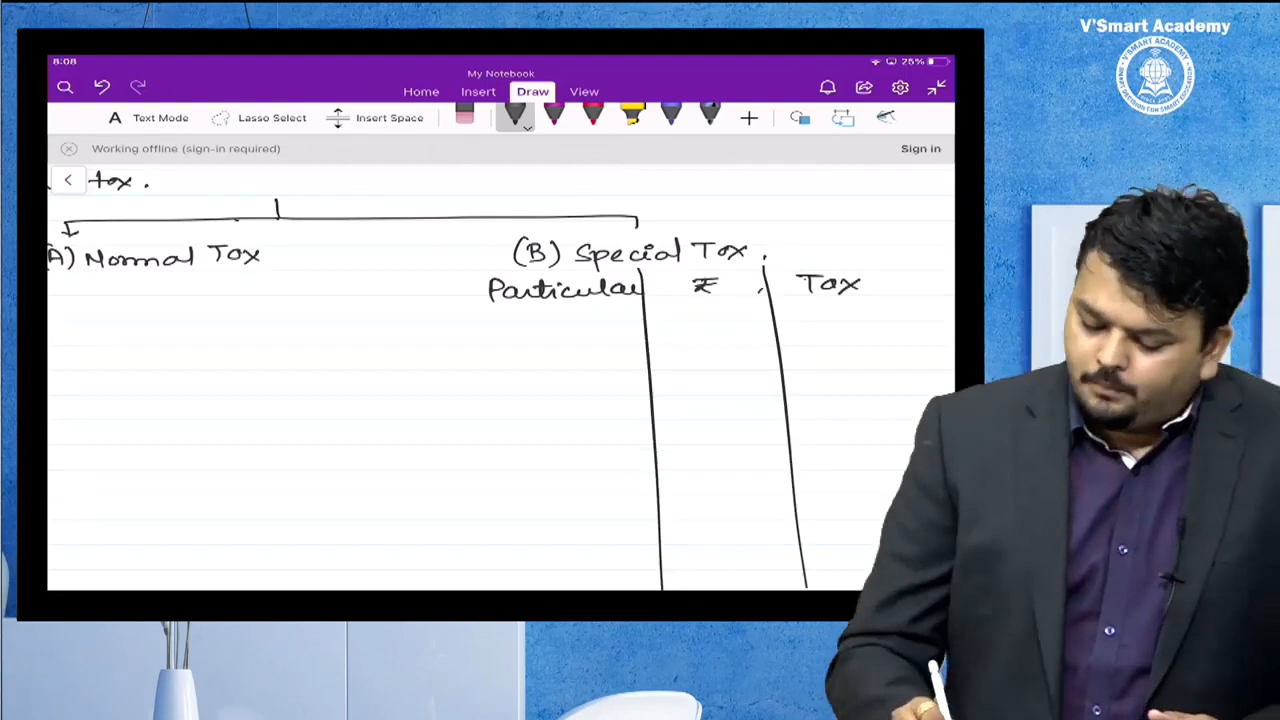 V'Smart Academy
8:08
25%
My Notebook
Home Insert Draw View
Text Mode Lasso Select Insert Space
Working offline (sign-in required) Sign in
tax.
(A) Normal Tax
(B) Special Tax.
Particular ₹ Tax